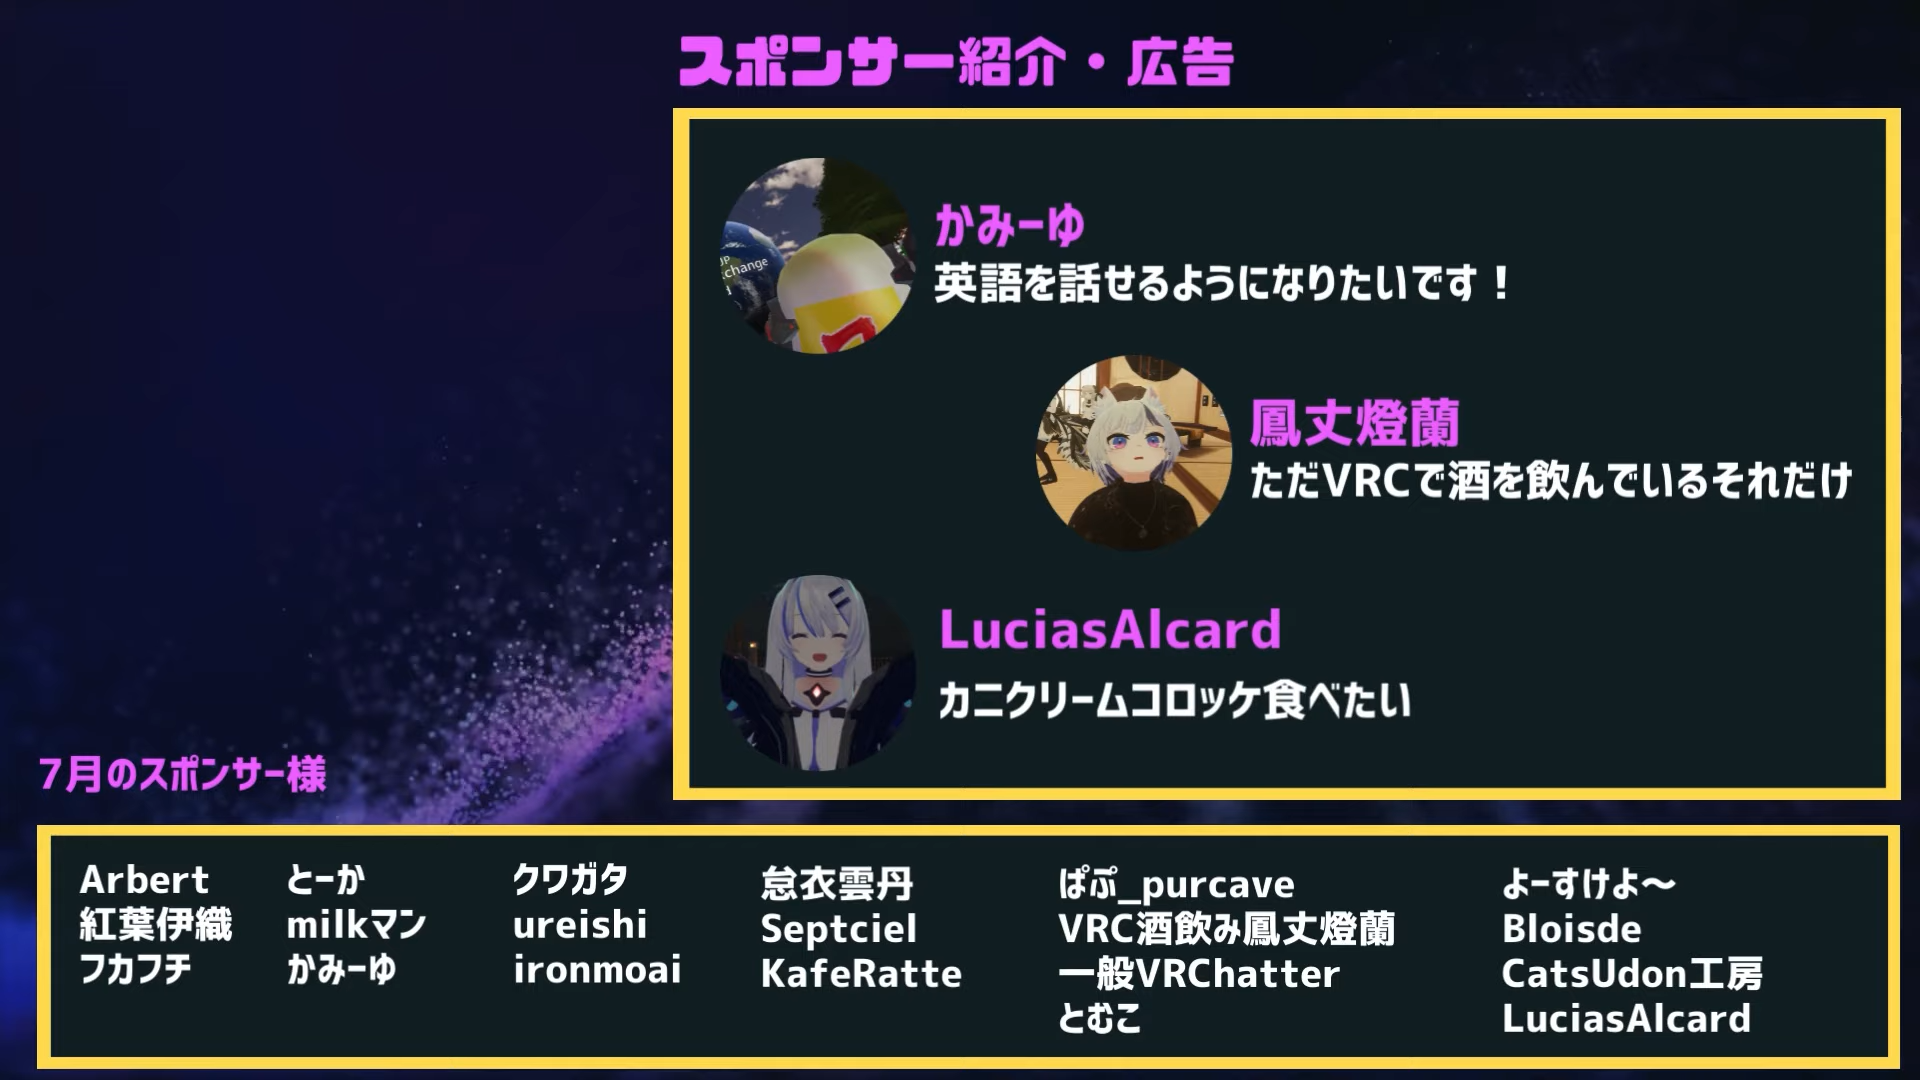 スポンサー紹介・広告
JP
change
かみーゆ
英語を話せるようになりたいです！
鳳丈燈蘭
ただVRCで酒を飲んでいるそれだけ
LuciasAlcard
カニクリームコロッケ食べたい
7月のスポンサー様
Arbert
紅葉伊織
フカフチ
とーか
milkマン
かみーゆ
クワガタ
ureishi
ironmoai
怠衣雲丹
Septciel
KafeRatte
ぱぷ_purcave
VRC酒飲み鳳丈燈蘭
一般VRChatter
とむこ
よーすけよ～
Bloisde
CatsUdon工房
LuciasAlcard